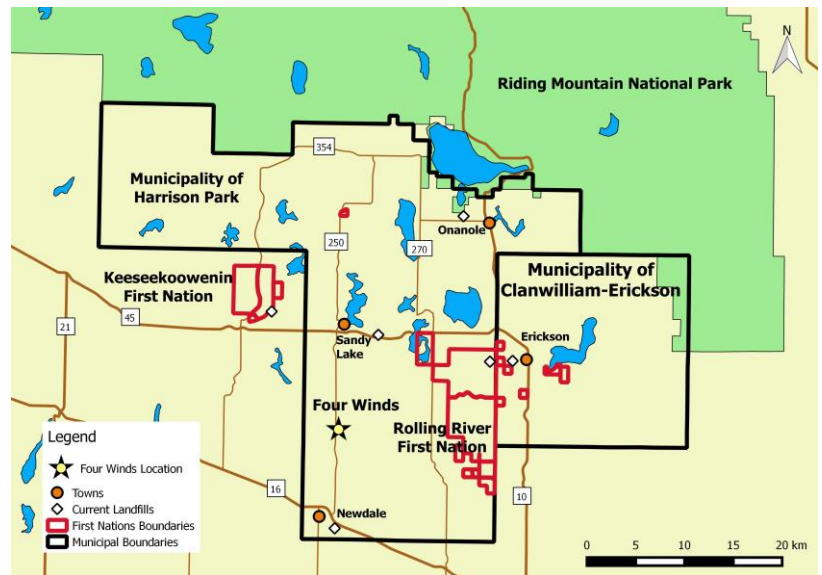 N
Riding Mountain National Park
354
Municipality of
Harrison Park
Onanole
250
270
Keeseekoowenin
First Nation
Municipality of
Clanwilliam-Erickson
21
45
Sandy
Lake
Erickson
Four Winds
Rolling River
First Nation
Legend
Four Winds Location
Towns
Current Landfills
First Nations Boundaries
Municipal Boundaries
16
Newdale
10
0 5 10 15 20 km